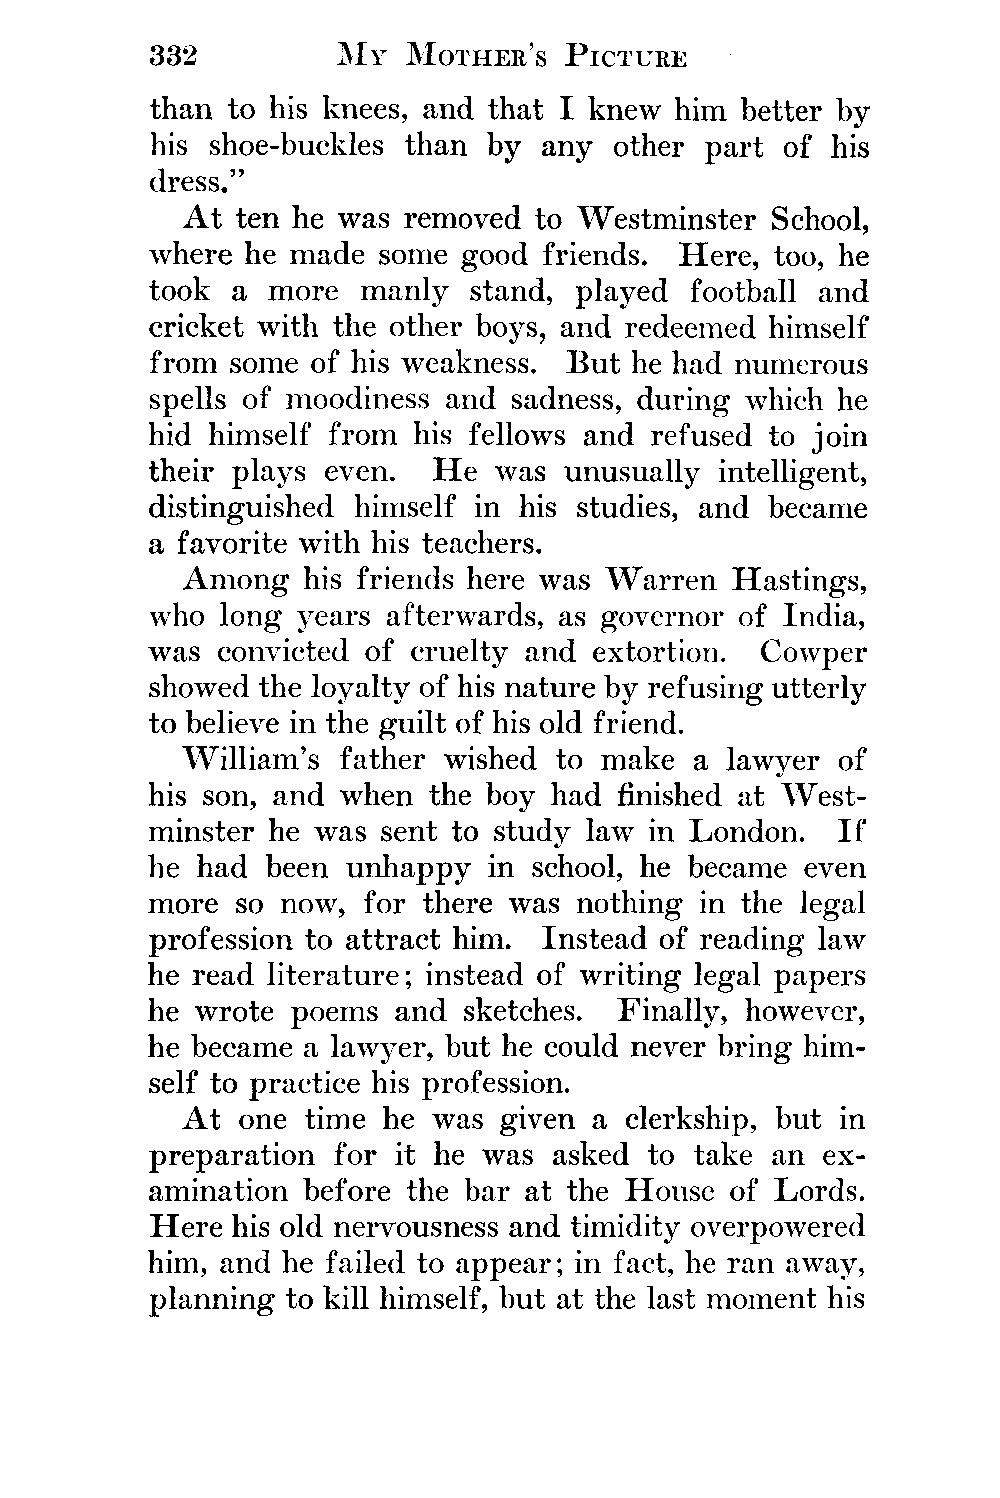 332 My Mother's Picture
than to his knees, and that I knew him better by
his shoe-buckles than by any other part of his
dress.”
At ten he was removed to Westminster School,
where he made some good friends. Here, too, he
took a more manly stand, played football and
cricket with the other boys, and redeemed himself
from some of his weakness. But he had numerous
spells of moodiness and sadness, during which he
hid himself from his fellows and refused to join
their plays even. He was unusually intelligent,
distinguished himself in his studies, and became
a favorite with his teachers.
Among his friends here was Warren Hastings,
who long years afterwards, as governor of India,
was convicted of cruelty and extortion. Cowper
showed the loyalty of his nature by refusing utterly
to believe in the guilt of his old friend.
William's father wished to make a lawyer of
his son, and when the boy had finished at West-
minster he was sent to study law in London. If
he had been unhappy in school, he became even
more so now, for there was nothing in the legal
profession to attract him. Instead of reading law
he read literature; instead of writing legal papers
he wrote poems and sketches. Finally, however,
he became a lawyer, but he could never bring him-
self to practice his profession.
At one time he was given a clerkship, but in
preparation for it he was asked to take an ex-
amination before the bar at the House of Lords.
Here his old nervousness and timidity overpowered
him, and he failed to appear; in fact, he ran away,
planning to kill himself, but at the last moment his